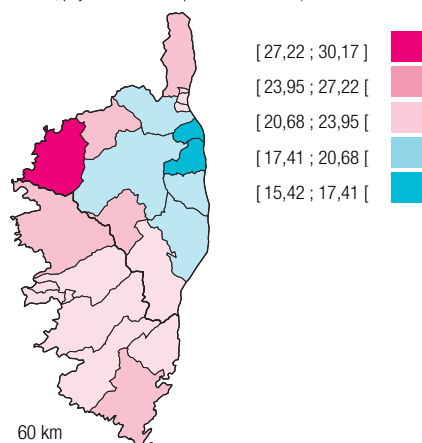 [ 27,22 ; 30,17 ]
[ 23,95 ; 27,22 [
[ 20,68 ; 23,95 [
[ 17,41 ; 20,68 [
[ 15,42 ; 17,41 [
60 km